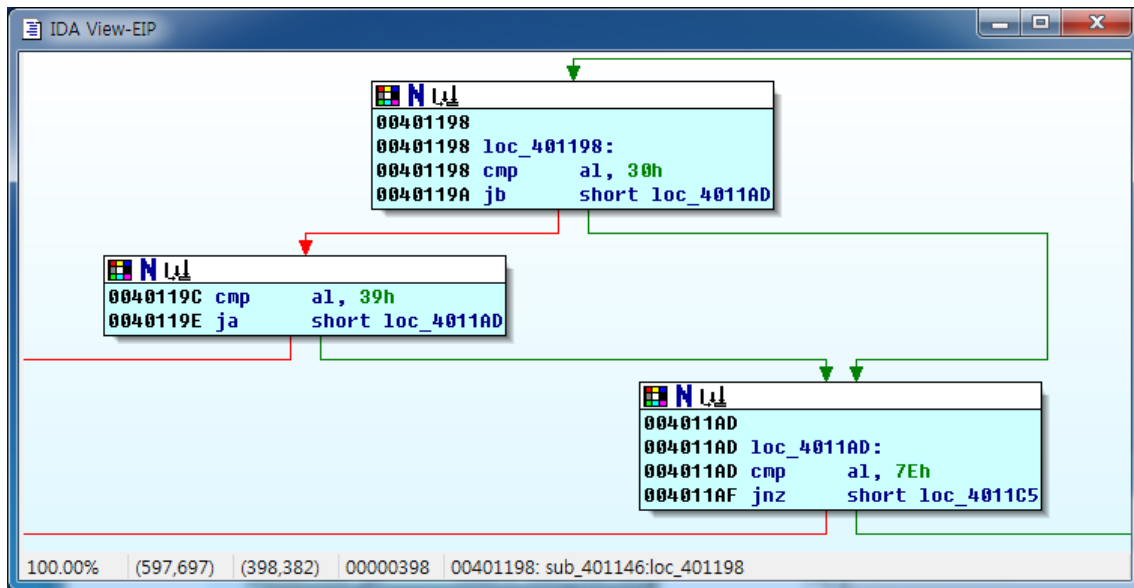 IDA View-EIP
00401198
00401198 loc_401198:
00401198 cmp al, 30h
0040119A jb short loc_4011AD
0040119C cmp al, 39h
0040119E ja short loc_4011AD
004011AD
004011AD loc_4011AD:
004011AD cmp al, 7Eh
004011AF jnz short loc_4011C5
100.00% (597,697) (398,382) 00000398 00401198: sub_401146:loc_401198